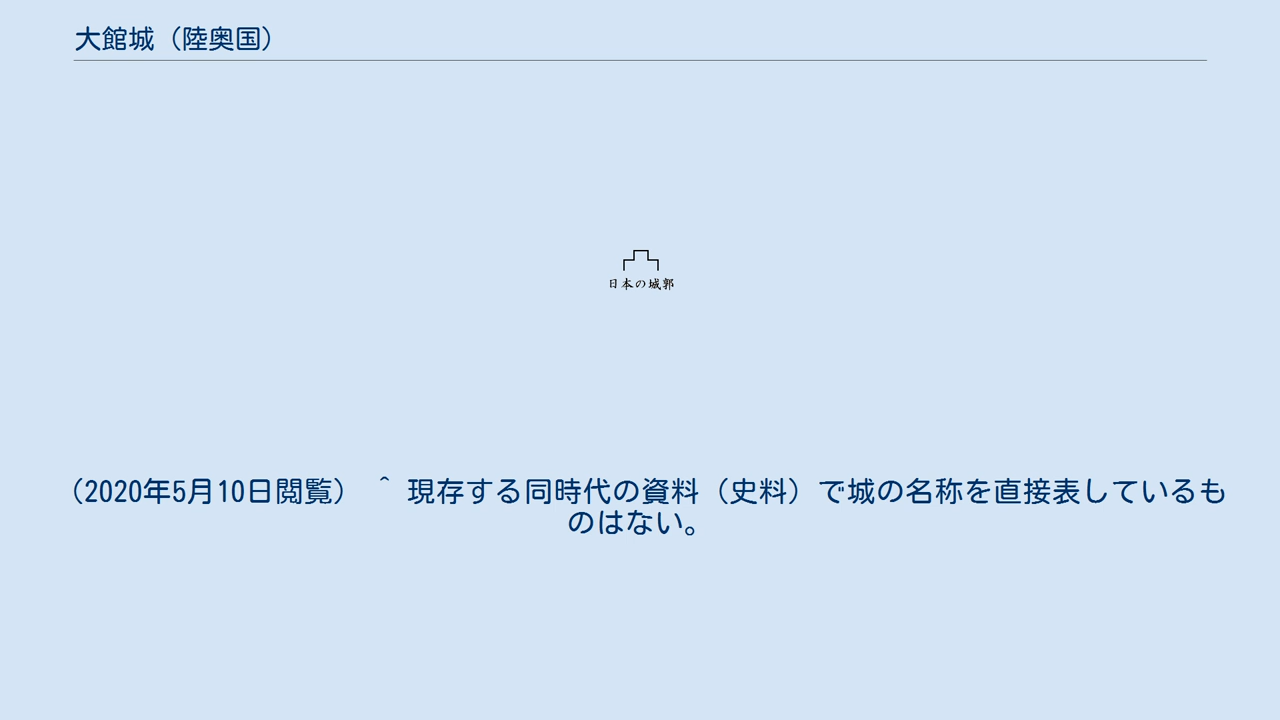 大館城（陸奥国）
日本の城郭
（2020年5月10日閲覧） ^ 現存する同時代の資料（史料）で城の名称を直接表しているも
のはない。